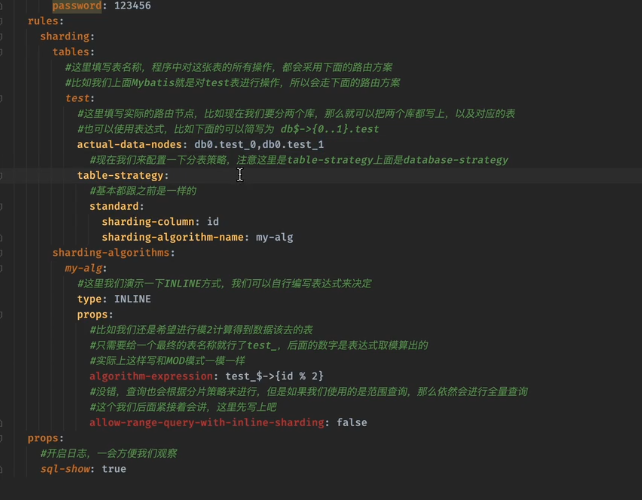 password: 123456
rules:
sharding:
tables:
#这里填写表名称，程序中对这张表的所有操作，都会采用下面的路由方案
#比如我们上面Mybatis就是对test表进行操作，所以会走下面的路由方案
test:
#这里填写实际的路由节点，比如现在我们要分两个库，那么就可以把两个库都写上，以及对应的表
#也可以使用表达式，比如下面的可以简写为 db$->{0..1}.test
actual-data-nodes: db0.test_0,db0.test_1
#现在我们来配置一下分表策略，注意这里是table-strategy上面是database-strategy
table-strategy:
#基本都跟之前是一样的
standard:
sharding-column: id
sharding-algorithm-name: my-alg
sharding-algorithms:
my-alg:
#这里我们演示一下INLINE方式，我们可以自行编写表达式来决定
type: INLINE
props:
#比如我们还是希望进行模2计算得到数据该去的表
#只需要给一个最终的表名称就行了test_，后面的数字是表达式取模算出的
#实际上这样写和MOD模式一模一样
algorithm-expression: test_$->{id % 2}
#没错，查询也会根据分片策略来进行，但是如果我们使用的是范围查询，那么依然会进行全量查询
#这个我们后面紧接着会讲，这里先写上吧
allow-range-query-with-inline-sharding: false
props:
#开启日志，一会方便我们观察
sql-show: true